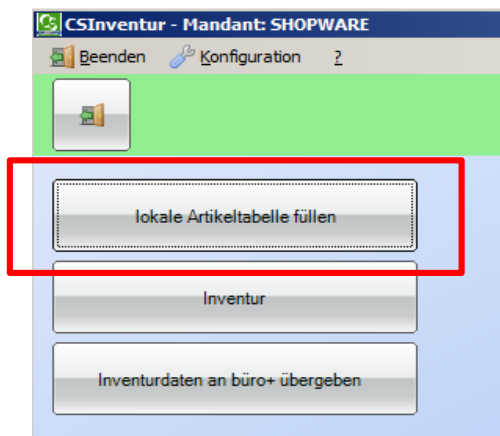 CSInventur - Mandant: SHOPWARE
Beenden Konfiguration ?
lokale Artikeltabelle füllen
Inventur
Inventurdaten an büro+ übergeben